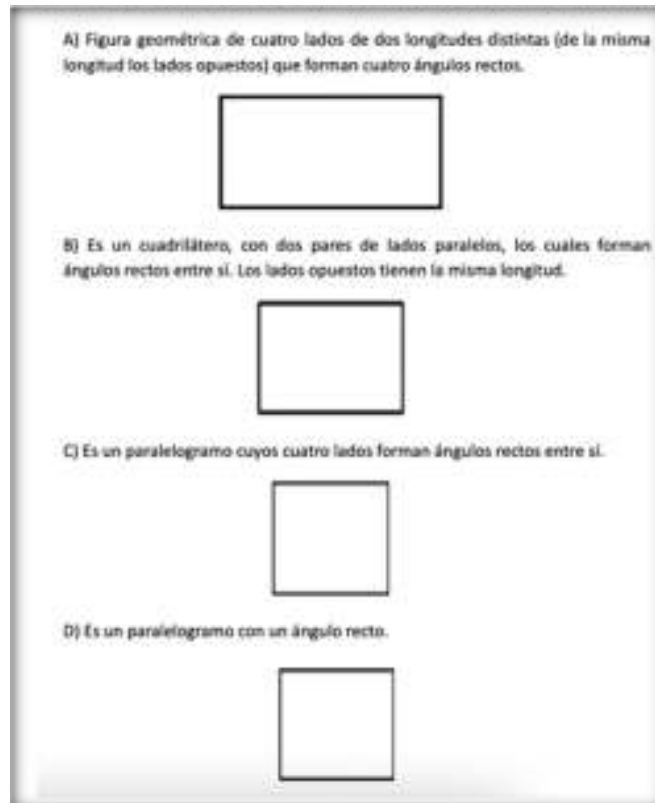 A) Figura geométrica de cuatro lados de dos longitudes distintas (de la misma
longitud los lados opuestos) que forman cuatro ángulos rectos.
B) Es un cuadrilátero, con dos pares de lados paralelos, los cuales forman
ángulos rectos entre sí. Los lados opuestos tienen la misma longitud.
C) Es un paralelogramo cuyos cuatro lados forman ángulos rectos entre sí.
D) Es un paralelogramo con un ángulo recto.